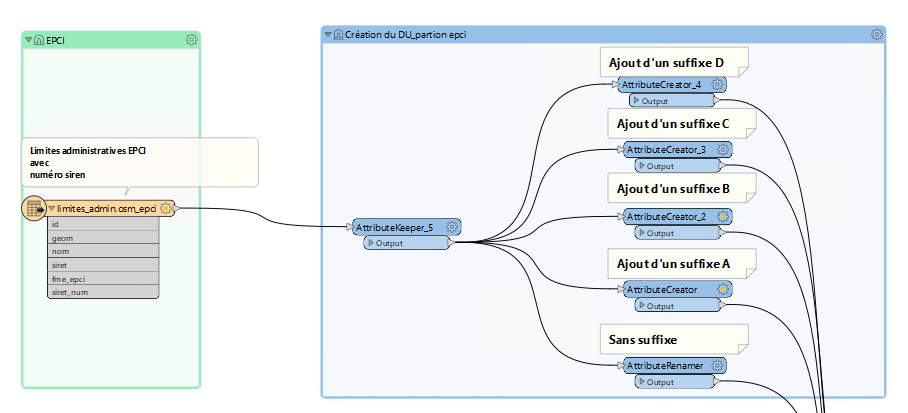 EPCI
Limites administratives EPCI
avec
numéro siren
limites_admin.osm_epci
id
geom
nom
siret
fme_epci
siret_num
Création du DU_partion epci
AttributeKeeper_5
Output
Ajout d'un suffixe D
AttributeCreator_4
Output
Ajout d'un suffixe C
AttributeCreator_3
Output
Ajout d'un suffixe B
AttributeCreator_2
Output
Ajout d'un suffixe A
AttributeCreator
Output
Sans suffixe
AttributeRenamer
Output